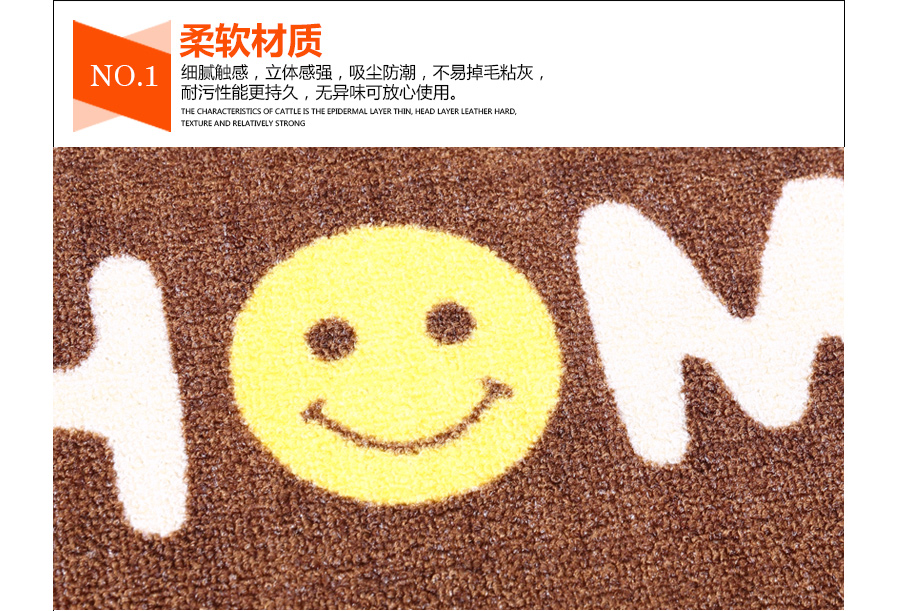 NO.1
柔软材质
细腻触感，立体感强，吸尘防潮，不易掉毛粘灰，
耐污性能更持久，无异味可放心使用。
THE CHARACTERISTICS OF CATTLE IS THE EPIDERMAL LAYER THIN, HEAD LAYER LEATHER HARD,
TEXTURE AND RELATIVELY STRONG
HOM